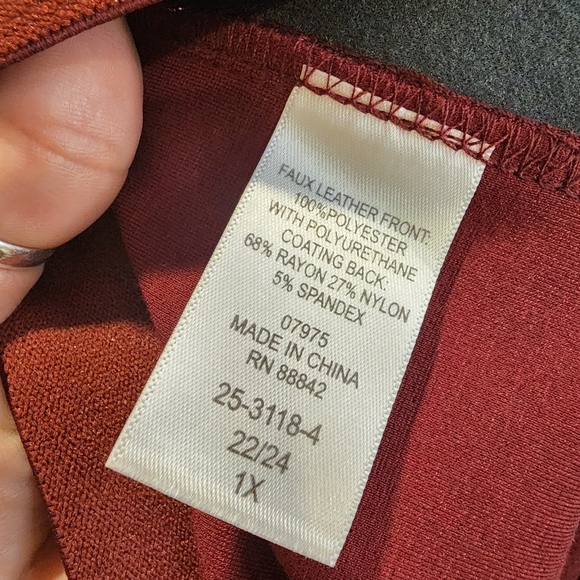 FAUX LEATHER FRONT:
100%POLYESTER
WITH POLYURETHANE
COATING BACK:
68% RAYON 27% NYLON
5% SPANDEX
07975
MADE IN CHINA
RN 88842
25-3118-4
22/24
1X